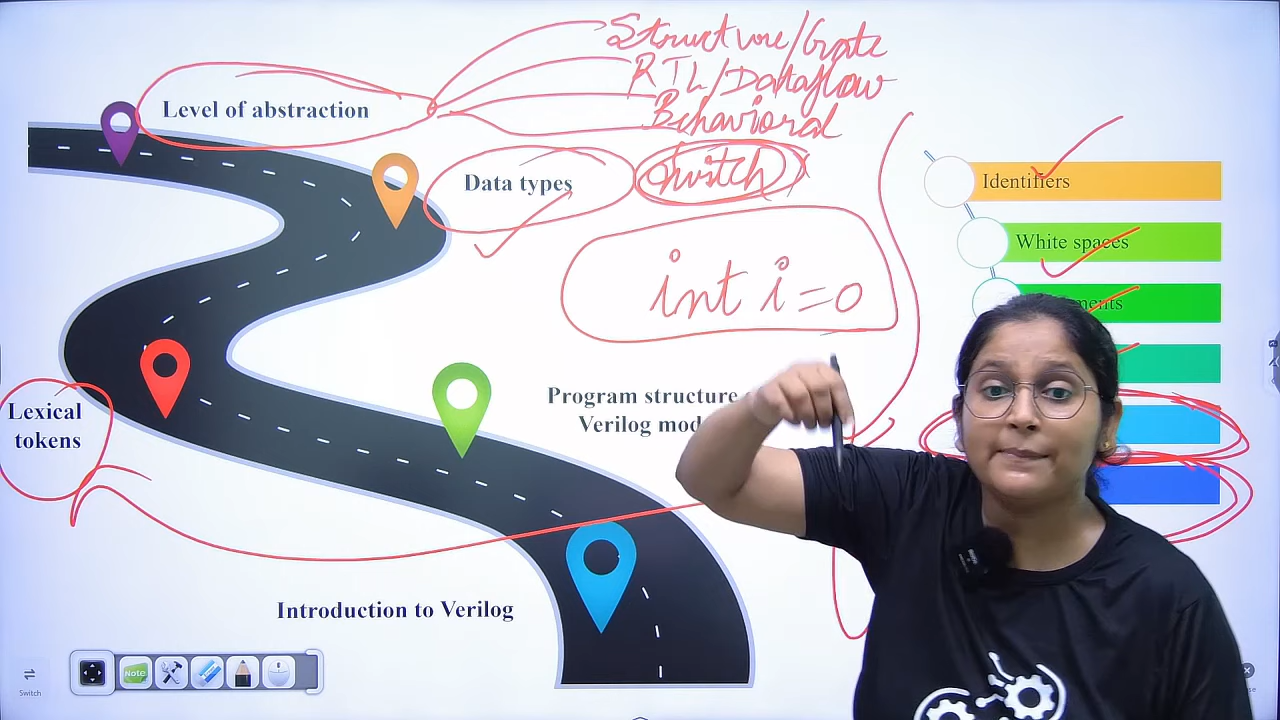 Structure/Gate
RTL/Dataflow
Behavioral
Switch
Level of abstraction
Data types
int i = 0
Lexical
tokens
Program structure
Verilog
Introduction to Verilog
Identifiers
White spaces
Note
Switch